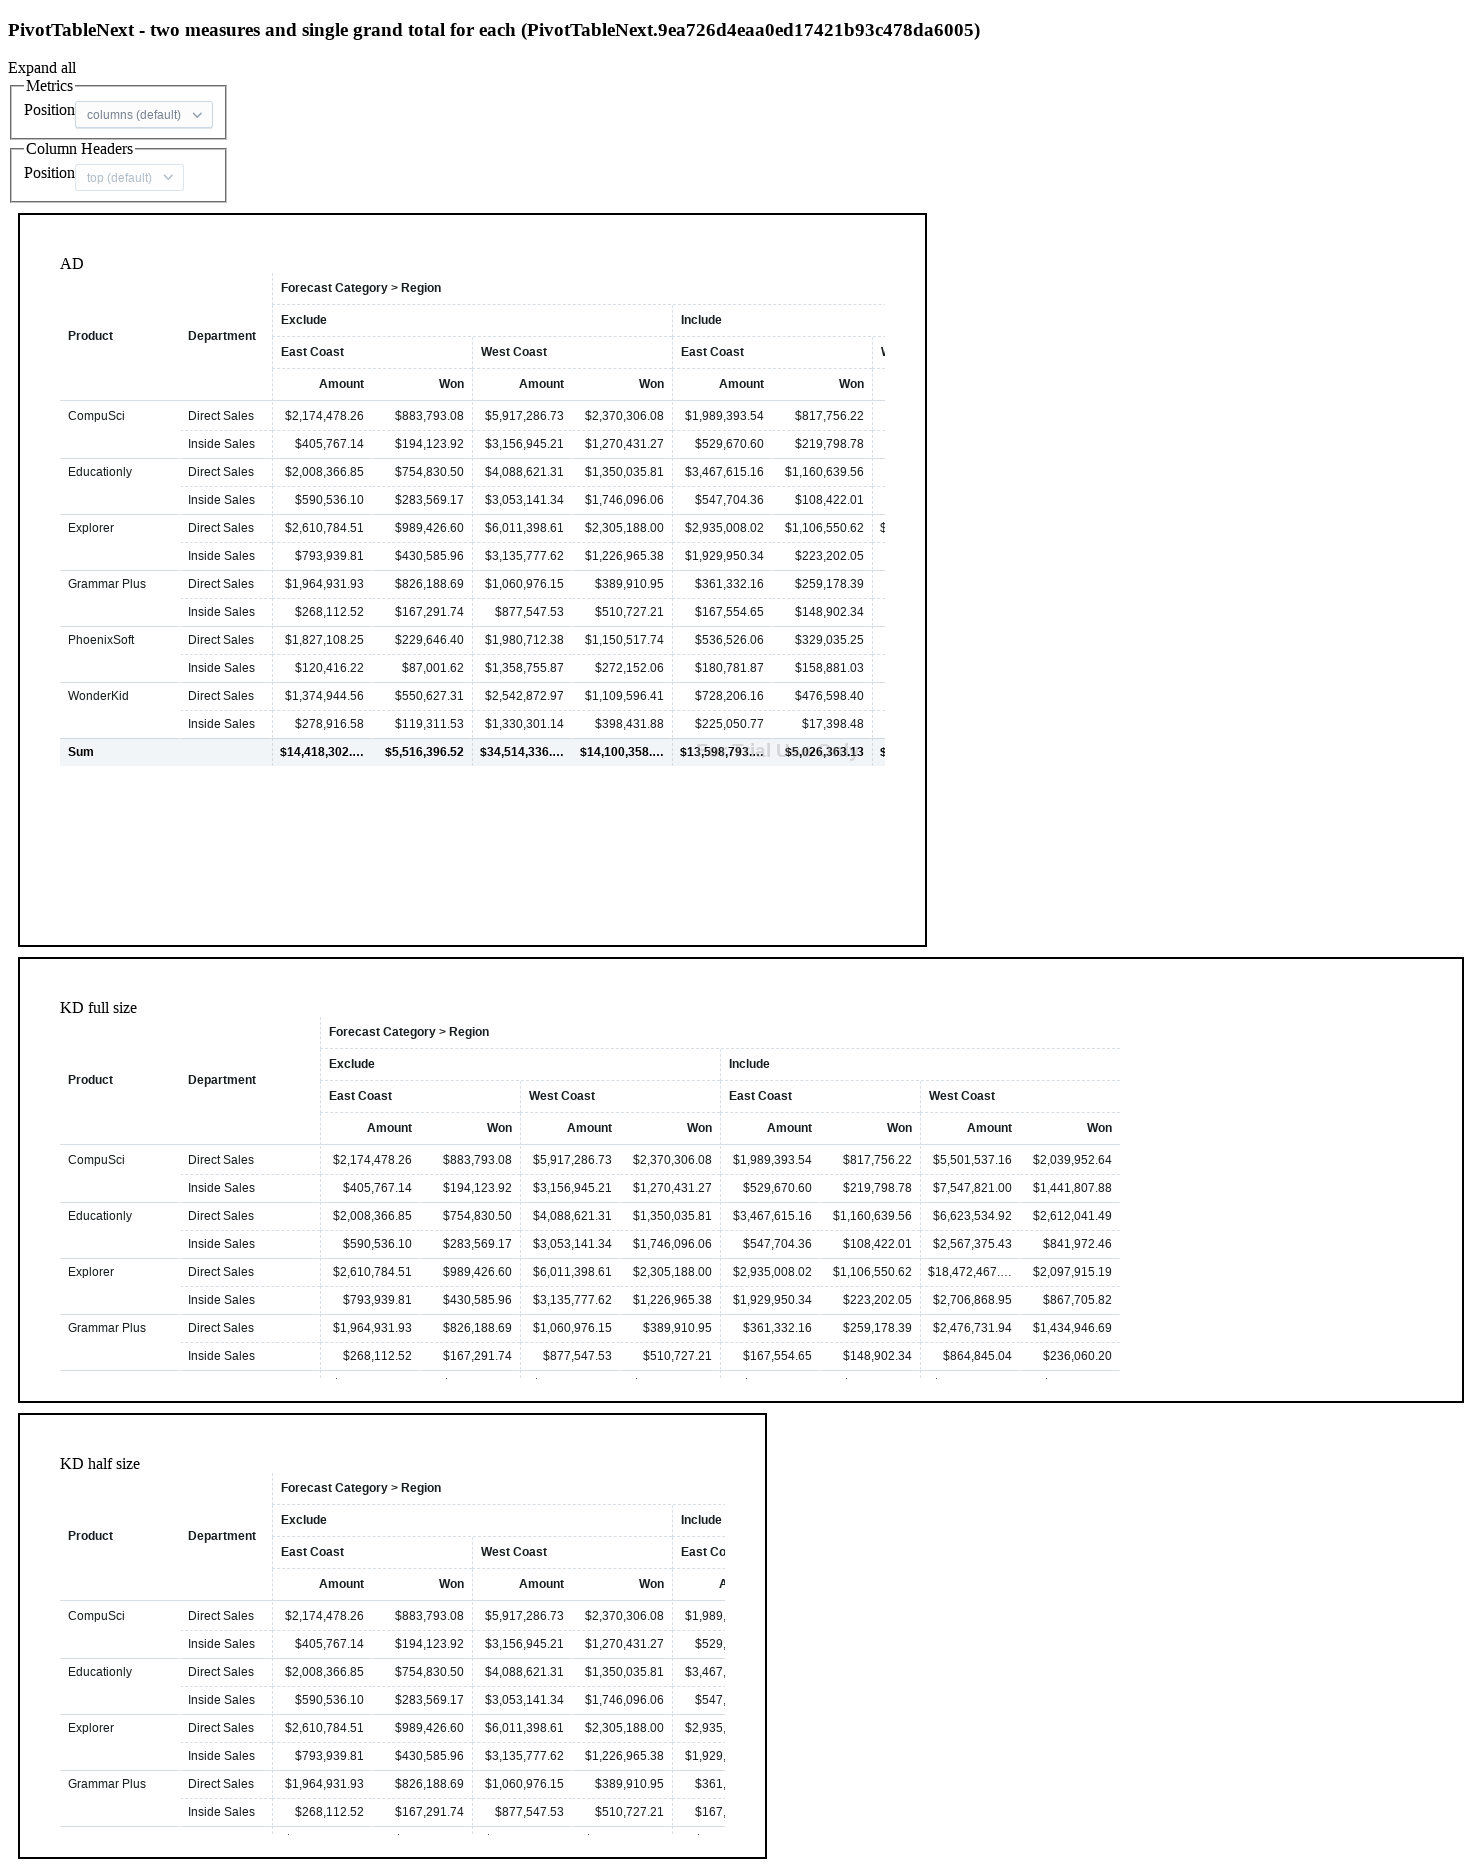 PivotTableNext - two measures and single grand total for each (PivotTableNext.9ea726d4eaa0ed17421b93c478da6005)
Expand all
Metrics
Position columns (default)
Column Headers
Position top (default)
AD
Forecast Category > Region
Exclude Include
Product Department
East Coast West Coast East Coast
Amount Won Amount Won Amount Won
CompuSci Direct Sales $2,174,478.26 $883,793.08 $5,917,286.73 $2,370,306.08 $1,989,393.54 $817,756.22
Inside Sales $405,767.14 $194,123.92 $3,156,945.21 $1,270,431.27 $529,670.60 $219,798.78
Educationly Direct Sales $2,008,366.85 $754,830.50 $4,088,621.31 $1,350,035.81 $3,467,615.16 $1,160,639.56
Inside Sales $590,536.10 $283,569.17 $3,053,141.34 $1,746,096.06 $547,704.36 $108,422.01
Explorer Direct Sales $2,610,784.51 $989,426.60 $6,011,398.61 $2,305,188.00 $2,935,008.02 $1,106,550.62 $
Inside Sales $793,939.81 $430,585.96 $3,135,777.62 $1,226,965.38 $1,929,950.34 $223,202.05
Grammar Plus Direct Sales $1,964,931.93 $826,188.69 $1,060,976.15 $389,910.95 $361,332.16 $259,178.39
Inside Sales $268,112.52 $167,291.74 $877,547.53 $510,727.21 $167,554.65 $148,902.34
PhoenixSoft Direct Sales $1,827,108.25 $229,646.40 $1,980,712.38 $1,150,517.74 $536,526.06 $329,035.25
Inside Sales $120,416.22 $87,001.62 $1,358,755.87 $272,152.06 $180,781.87 $158,881.03
WonderKid Direct Sales $1,374,944.56 $550,627.31 $2,542,872.97 $1,109,596.41 $728,206.16 $476,598.40
Inside Sales $278,916.58 $119,311.53 $1,330,301.14 $398,431.88 $225,050.77 $17,398.48
Sum $14,418,302.… $5,516,396.52 $34,514,336.… $14,100,358.… $13,598,793.… $5,026,363.13 $
For Trial Use Only
KD full size
Forecast Category > Region
Exclude Include
Product Department
East Coast West Coast East Coast West Coast
Amount Won Amount Won Amount Won Amount Won
CompuSci Direct Sales $2,174,478.26 $883,793.08 $5,917,286.73 $2,370,306.08 $1,989,393.54 $817,756.22 $5,501,537.16 $2,039,952.64
Inside Sales $405,767.14 $194,123.92 $3,156,945.21 $1,270,431.27 $529,670.60 $219,798.78 $7,547,821.00 $1,441,807.88
Educationly Direct Sales $2,008,366.85 $754,830.50 $4,088,621.31 $1,350,035.81 $3,467,615.16 $1,160,639.56 $6,623,534.92 $2,612,041.49
Inside Sales $590,536.10 $283,569.17 $3,053,141.34 $1,746,096.06 $547,704.36 $108,422.01 $2,567,375.43 $841,972.46
Explorer Direct Sales $2,610,784.51 $989,426.60 $6,011,398.61 $2,305,188.00 $2,935,008.02 $1,106,550.62 $18,472,467.… $2,097,915.19
Inside Sales $793,939.81 $430,585.96 $3,135,777.62 $1,226,965.38 $1,929,950.34 $223,202.05 $2,706,868.95 $867,705.82
Grammar Plus Direct Sales $1,964,931.93 $826,188.69 $1,060,976.15 $389,910.95 $361,332.16 $259,178.39 $2,476,731.94 $1,434,946.69
Inside Sales $268,112.52 $167,291.74 $877,547.53 $510,727.21 $167,554.65 $148,902.34 $864,845.04 $236,060.20
KD half size
Forecast Category > Region
Exclude Include
Product Department
East Coast West Coast East Co
Amount Won Amount Won A
CompuSci Direct Sales $2,174,478.26 $883,793.08 $5,917,286.73 $2,370,306.08 $1,989,
Inside Sales $405,767.14 $194,123.92 $3,156,945.21 $1,270,431.27 $529,
Educationly Direct Sales $2,008,366.85 $754,830.50 $4,088,621.31 $1,350,035.81 $3,467,
Inside Sales $590,536.10 $283,569.17 $3,053,141.34 $1,746,096.06 $547,
Explorer Direct Sales $2,610,784.51 $989,426.60 $6,011,398.61 $2,305,188.00 $2,935,
Inside Sales $793,939.81 $430,585.96 $3,135,777.62 $1,226,965.38 $1,929,
Grammar Plus Direct Sales $1,964,931.93 $826,188.69 $1,060,976.15 $389,910.95 $361,
Inside Sales $268,112.52 $167,291.74 $877,547.53 $510,727.21 $167,